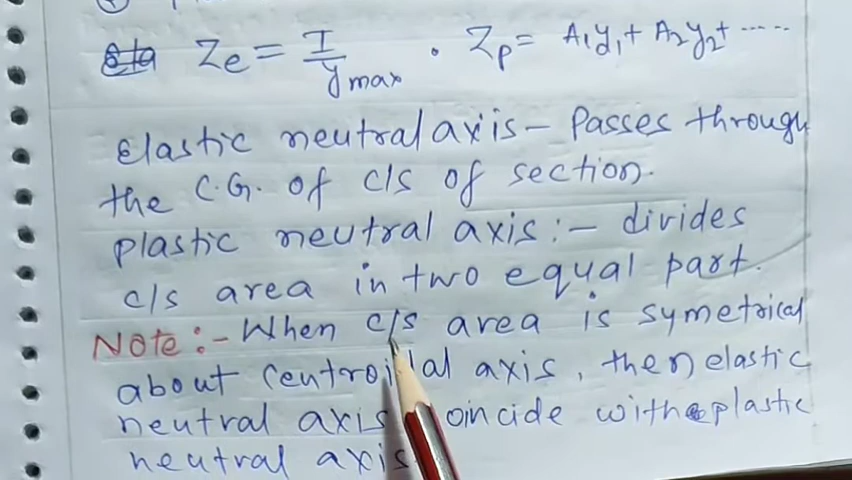 Ze = I / ymax . Zp = A1y1 + A2y2 + .....
Elastic neutral axis - Passes through
the C.G. of c/s of section.
plastic neutral axis :- divides
c/s area in two equal part.
Note :- When c/s area is symetrical
about centroidal axis, then elastic
neutral axis oincide with plastic
neutral axis